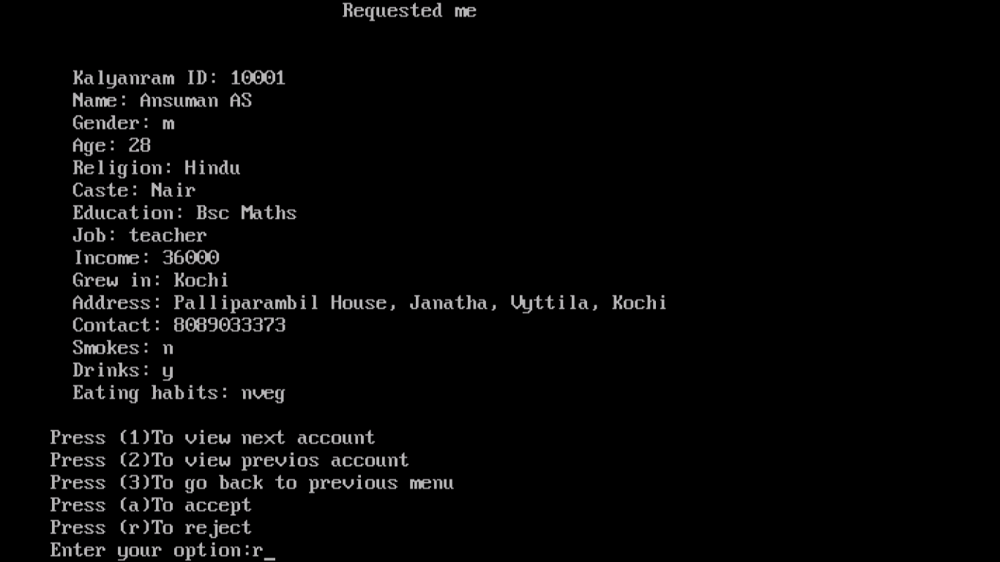 Requested me
Kalyanram ID: 10001
Name: Ansuman AS
Gender: m
Age: 28
Religion: Hindu
Caste: Nair
Education: Bsc Maths
Job: teacher
Income: 36000
Grew in: Kochi
Address: Palliparambil House, Janatha, Vyttila, Kochi
Contact: 8089033373
Smokes: n
Drinks: y
Eating habits: nveg
Press (1)To view next account
Press (2)To view previos account
Press (3)To go back to previous menu
Press (a)To accept
Press (r)To reject
Enter your option:r_